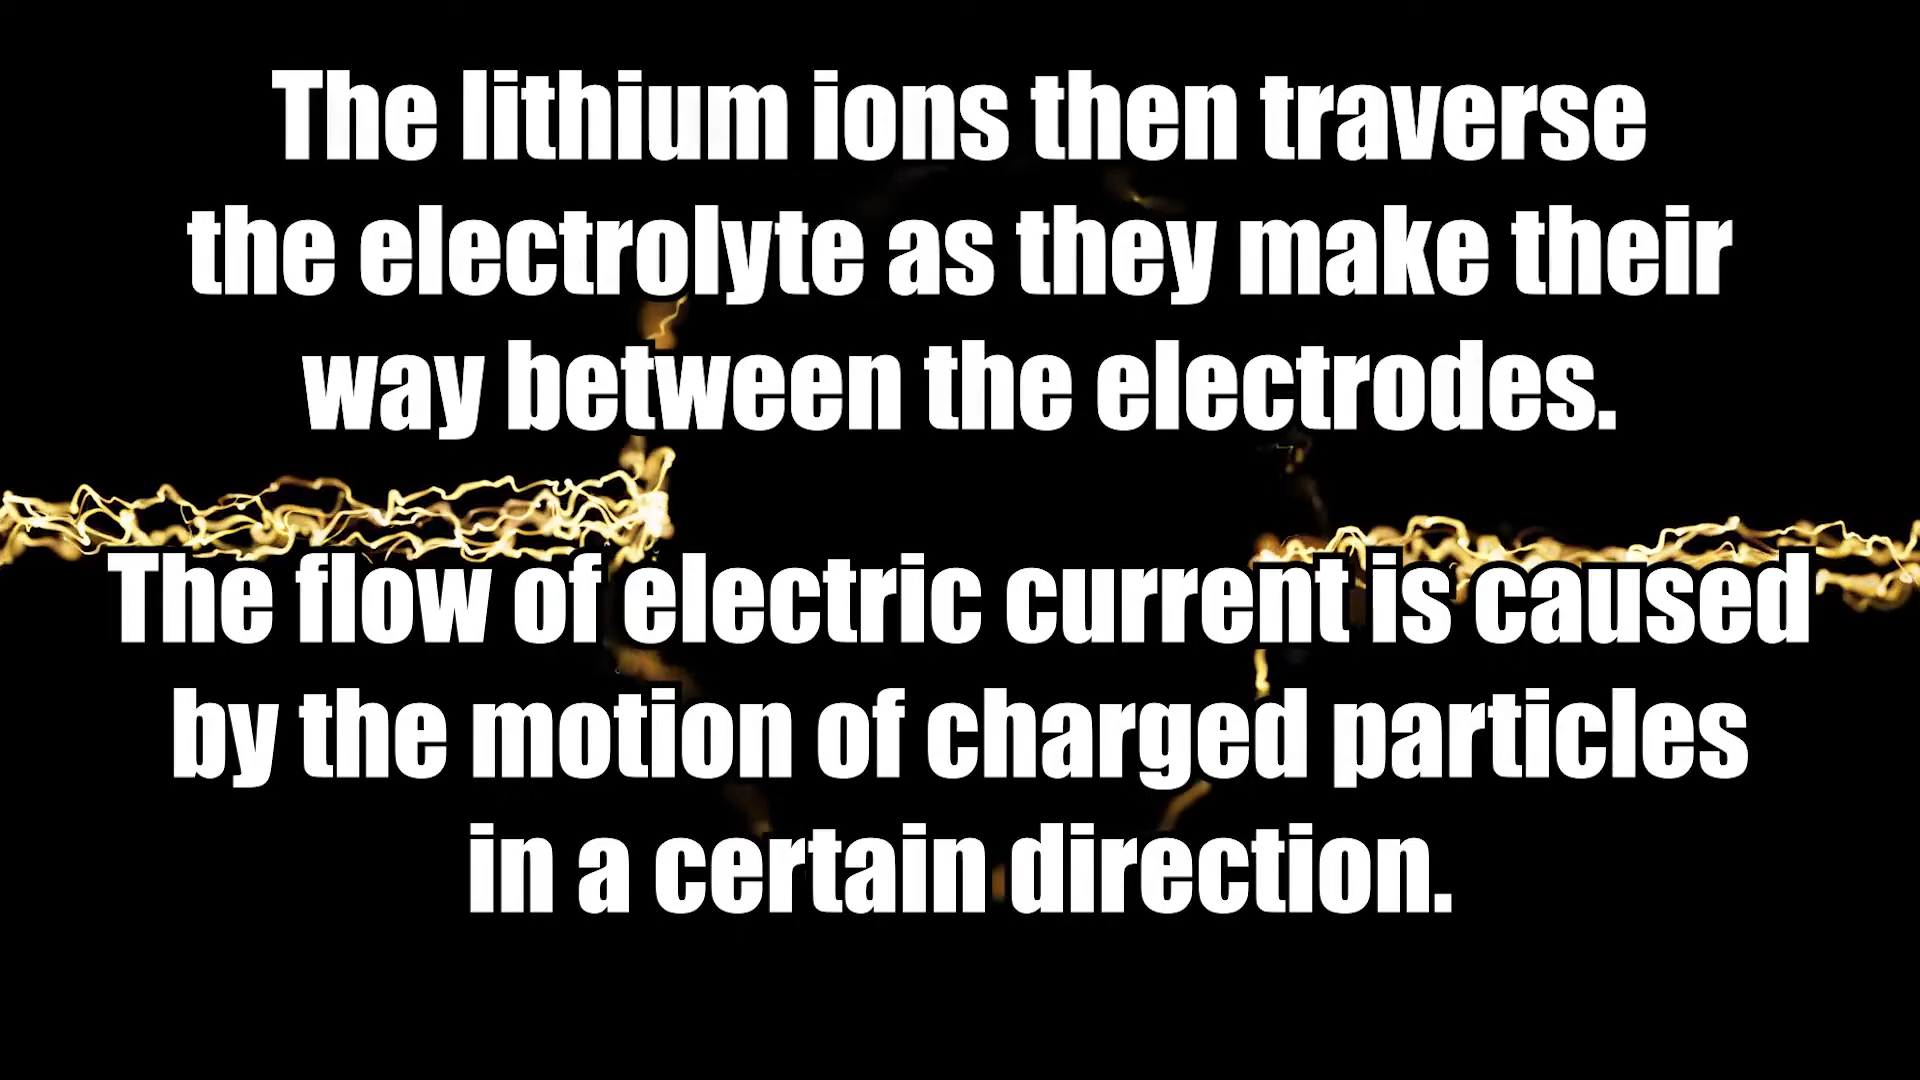 The lithium ions then traverse
the electrolyte as they make their
way between the electrodes.
The flow of electric current is caused
by the motion of charged particles
in a certain direction.